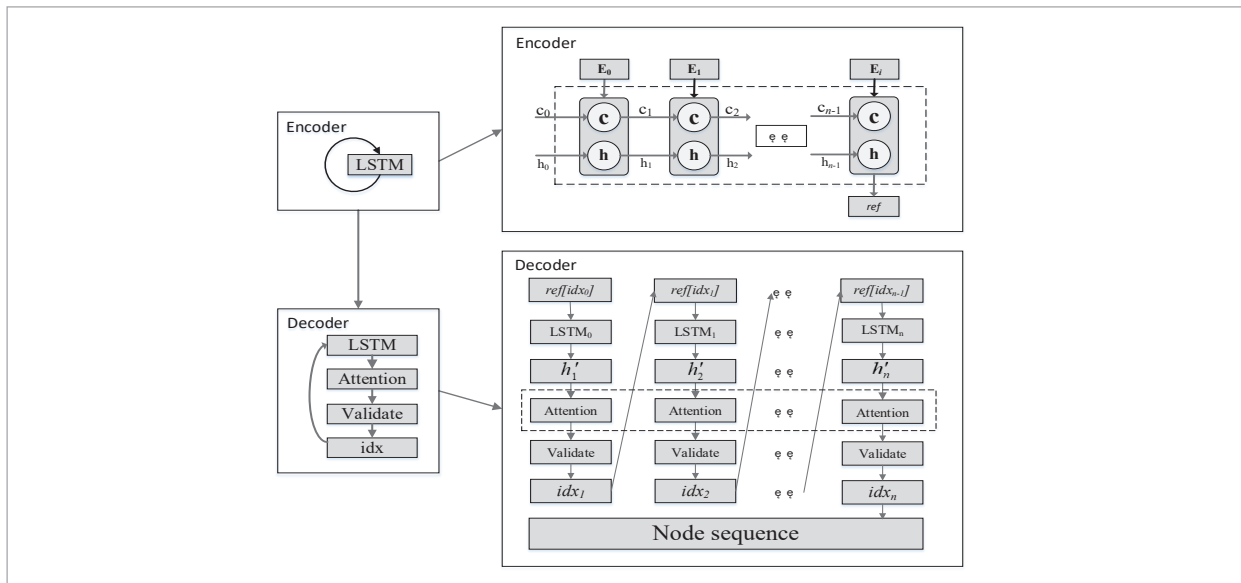 Encoder
E₀ E₁ Eᵢ
c₀ c c₁ c c₂ cₙ₋₁ c
ẹ ẹ
h₀ h h₁ h h₂ hₙ₋₁ h
ref
Encoder
LSTM
Decoder
LSTM
Attention
Validate
idx
Decoder
ref[idx₀] ref[idx₁] ẹ ẹ ref[idxₙ₋₁]
LSTM₀ LSTM₁ ẹ ẹ LSTMₙ
h′₁ h′₂ ẹ ẹ h′ₙ
Attention Attention ẹ ẹ Attention
Validate Validate ẹ ẹ Validate
idx₁ idx₂ ẹ ẹ idxₙ
Node sequence